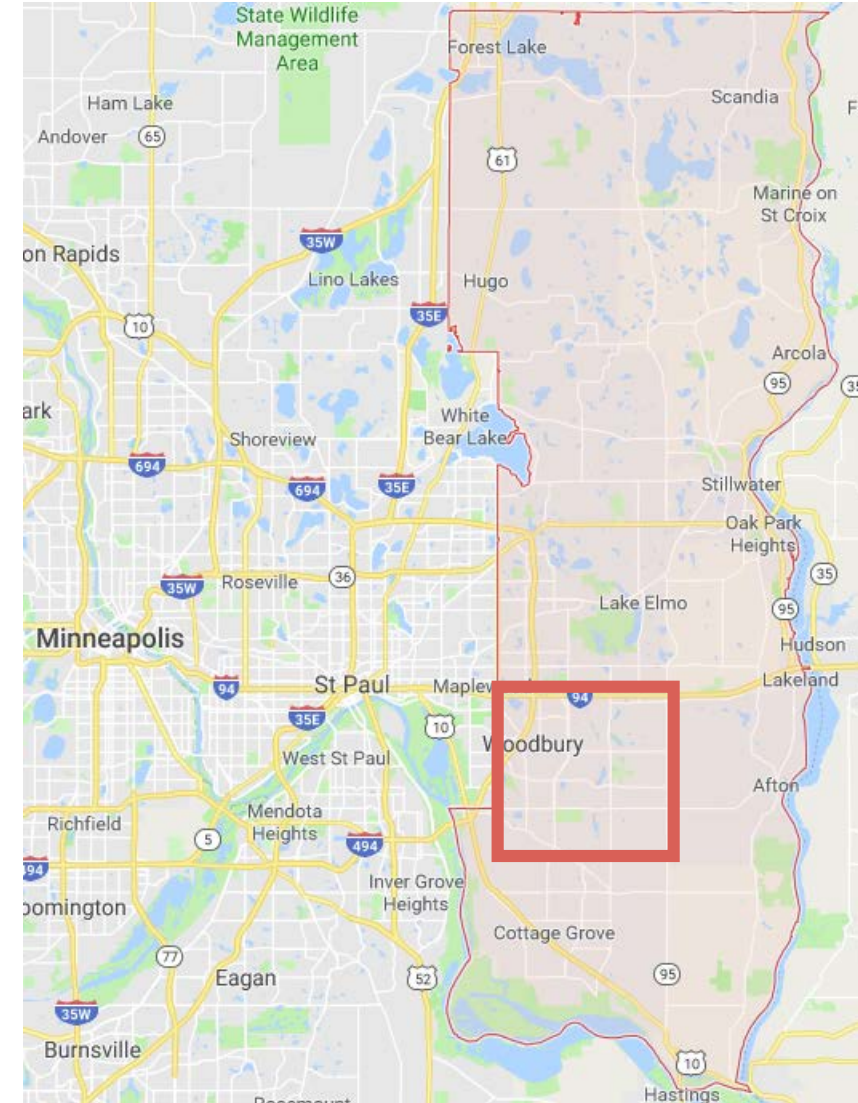 State Wildlife
Management
Area
Forest Lake
Ham Lake
Scandia
F
Andover
65
61
Marine on
St Croix
35W
on Rapids
Lino Lakes
Hugo
35E
10
Arcola
95
35
ark
White
Bear Lake
Shoreview
694
694
35E
Stillwater
Oak Park
Heights
35W
Roseville
36
35
Lake Elmo
95
Minneapolis
Hudson
94
St Paul
Maplew
94
Lakeland
35E
10
Woodbury
West St Paul
Afton
Mendota
Heights
Richfield
5
494
494
Inver Grove
Heights
oomington
Cottage Grove
77
Eagan
52
95
35W
Burnsville
10
Hastings